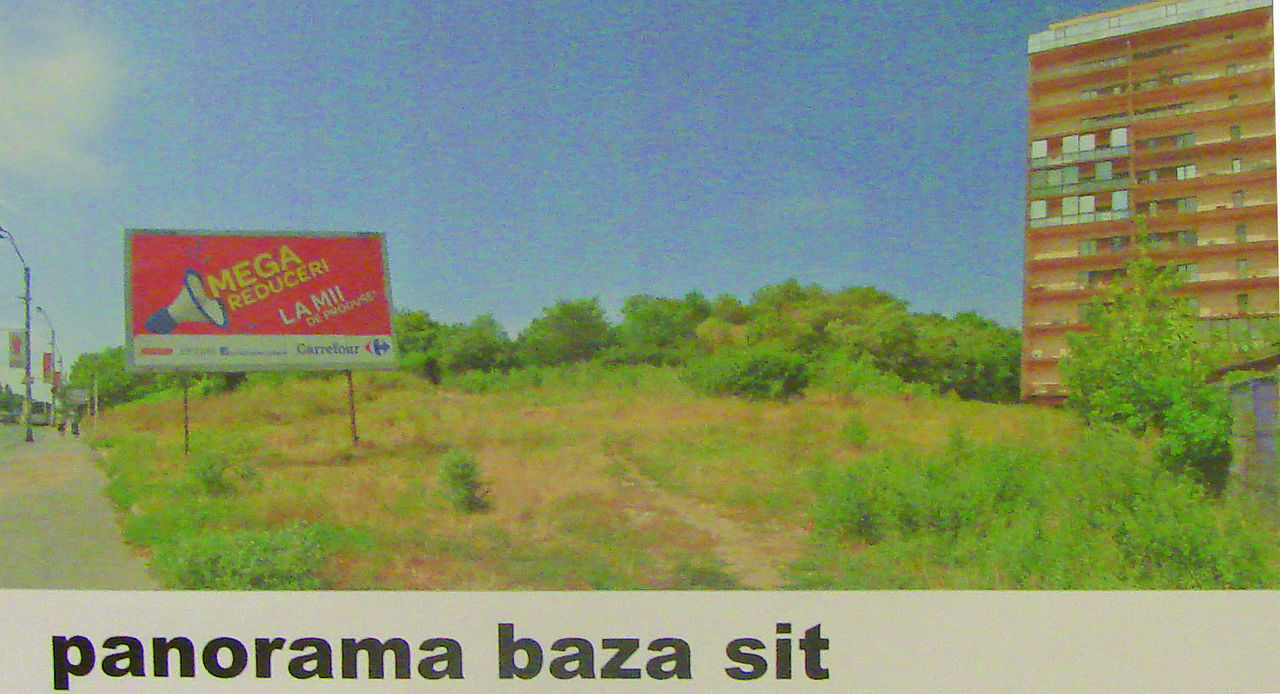 MEGA
REDUCERI
LA MII
DE PRODUSE*
Carrefour
panorama baza sit